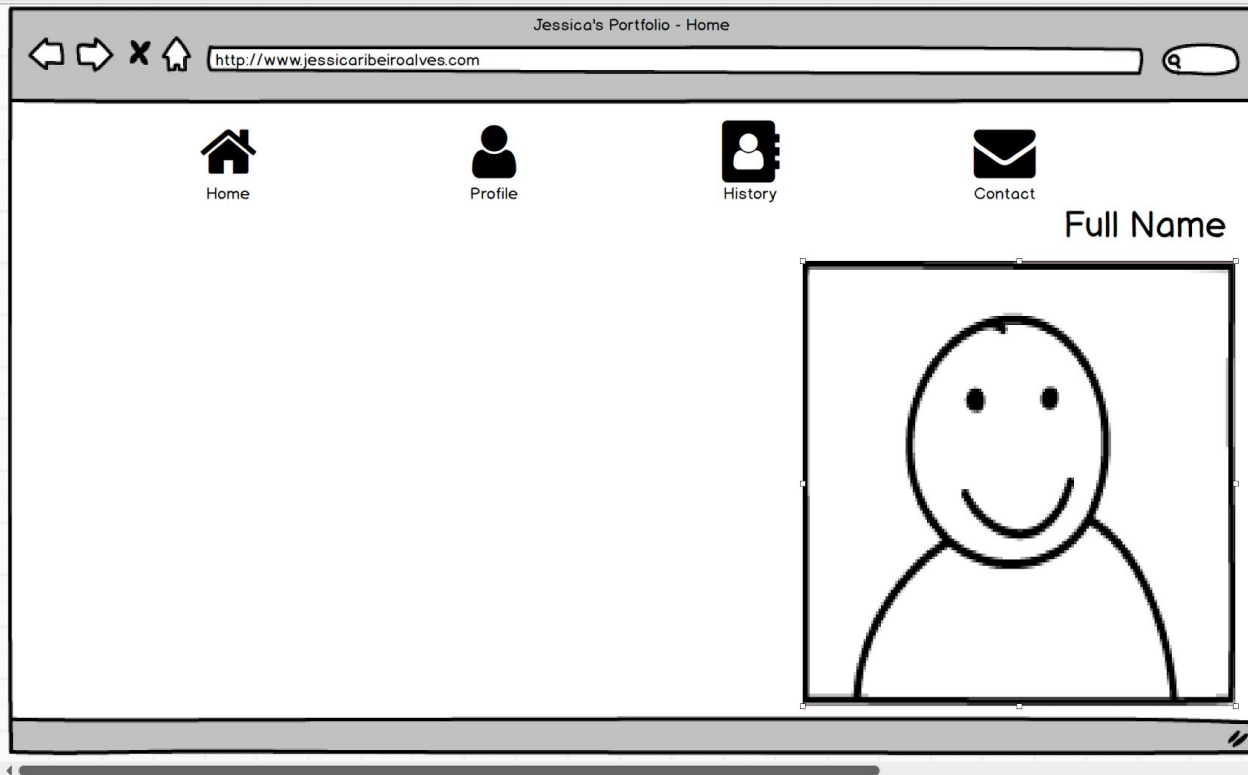 Jessica's Portfolio - Home
http://www.jessicaribeiroalves.com
Home Profile History Contact
Full Name